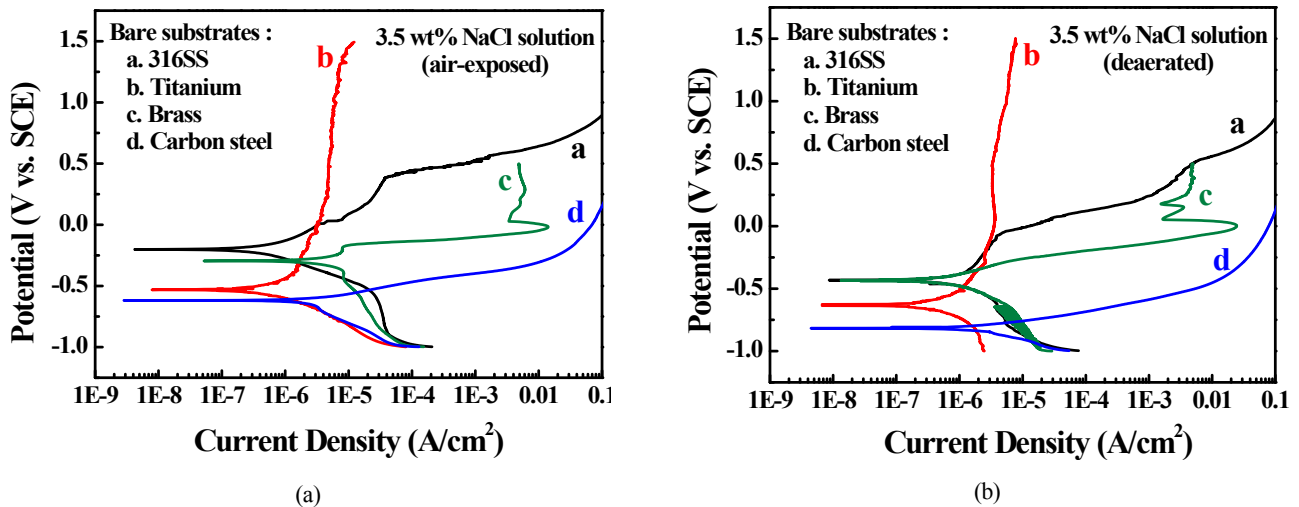 Bare substrates :
a. 316SS
b. Titanium
c. Brass
d. Carbon steel
3.5 wt% NaCl solution
(air-exposed)
b
a
c
d
1.5
1.0
0.5
0.0
-0.5
-1.0
Potential (V vs. SCE)
1E-9 1E-8 1E-7 1E-6 1E-5 1E-4 1E-3 0.01 0.1
Current Density (A/cm²)
(a)
Bare substrates :
a. 316SS
b. Titanium
c. Brass
d. Carbon steel
3.5 wt% NaCl solution
(deaerated)
b
a
c
d
1.5
1.0
0.5
0.0
-0.5
-1.0
Potential (V vs. SCE)
1E-9 1E-8 1E-7 1E-6 1E-5 1E-4 1E-3 0.01 0.1
Current Density (A/cm²)
(b)